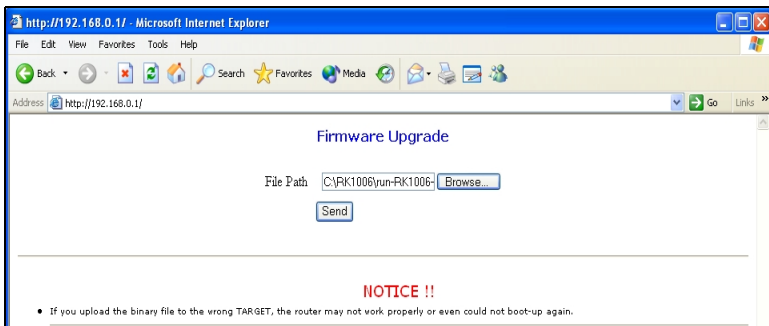 http://192.168.0.1/ - Microsoft Internet Explorer
File Edit View Favorites Tools Help
Back Search Favorites Media
Address http://192.168.0.1/ Go Links »
Firmware Upgrade
File Path C:\RK1006\run-RK1006- Browse...
Send
NOTICE !!
• If you upload the binary file to the wrong TARGET, the router may not work properly or even could not boot-up again.